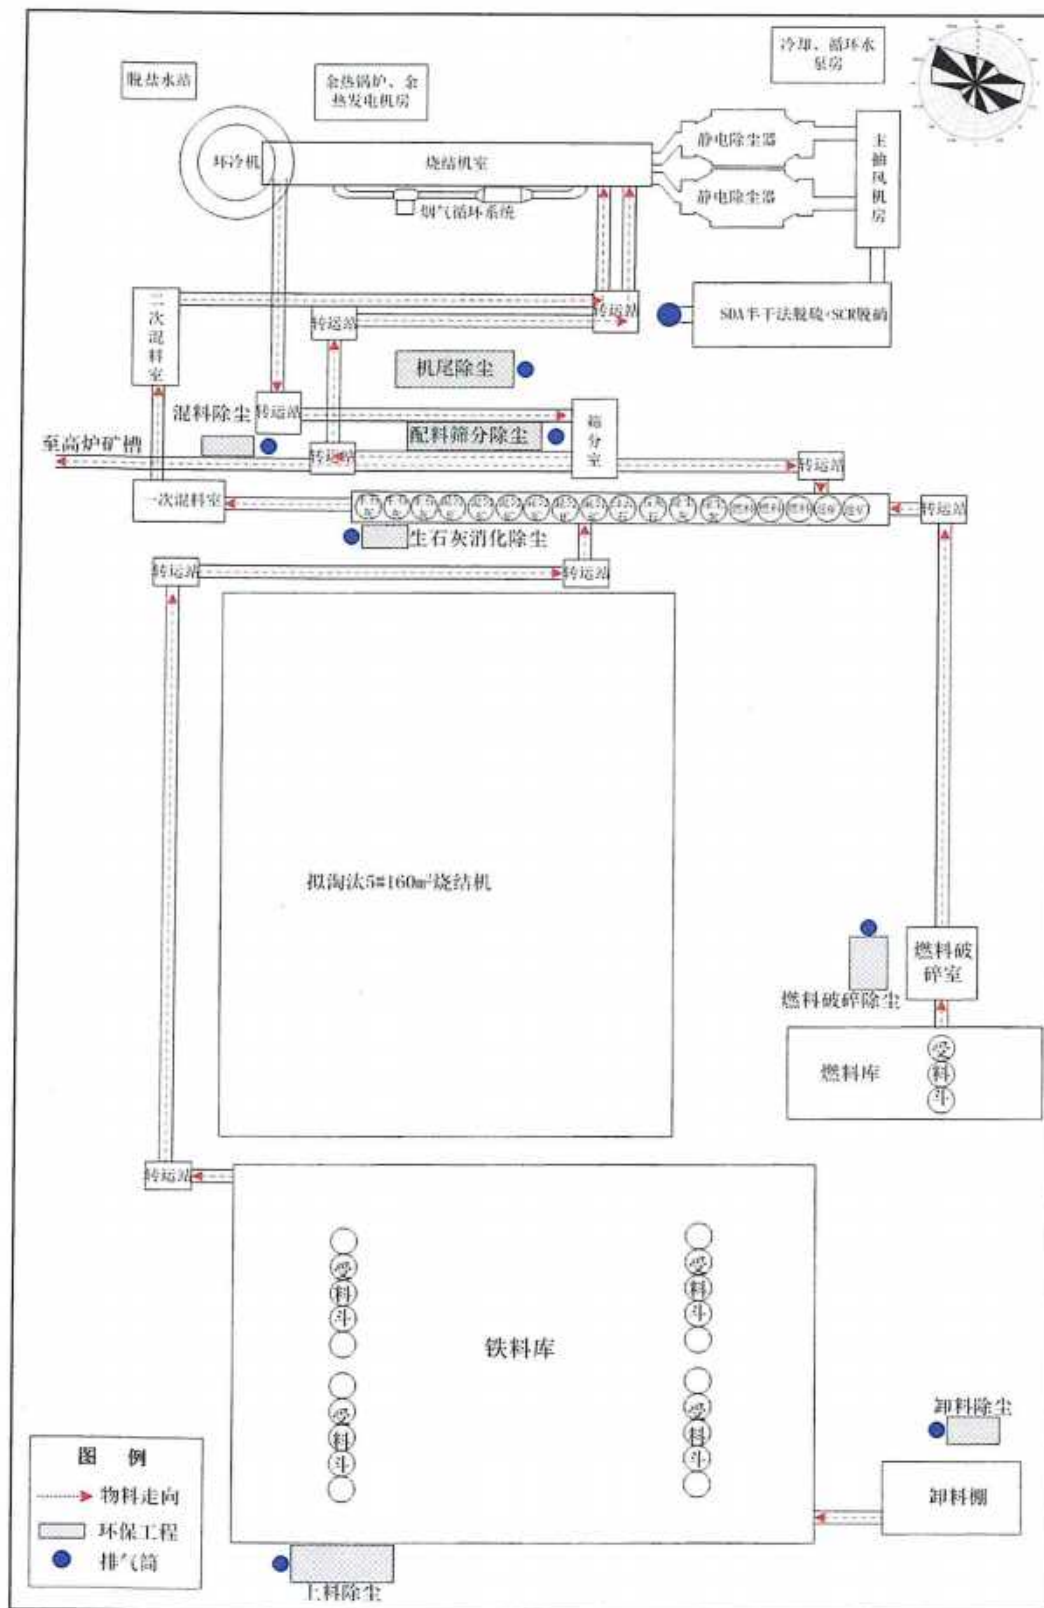 冷却、循环水
泵房
脱盐水站
余热锅炉、余
热发电机房
环冷机
烧结机室
静电除尘器
静电除尘器
主抽风机房
烟气循环系统
二次混料室
转运站
转运站
SDA半干法脱硫+SCR脱硝
机尾除尘
混料除尘
转运站
配料筛分除尘
筛分室
至高炉矿槽
转运站
转运站
一次混料室
燃料
燃料
燃料
转运站
生石灰消化除尘
转运站
转运站
拟淘汰5#160m²烧结机
燃料破
碎室
燃料破碎除尘
燃料库
受料斗
转运站
受料斗
受料斗
铁料库
受料斗
受料斗
卸料除尘
卸料棚
图 例
物料走向
环保工程
排气筒
上料除尘